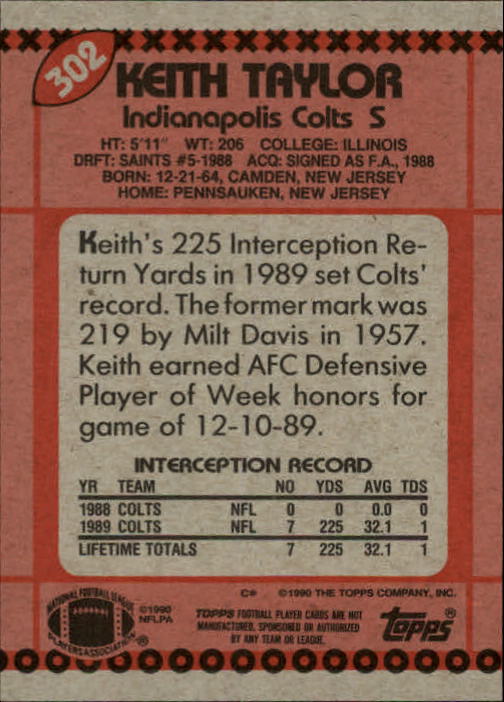 302
KEITH TAYLOR
Indianapolis Colts S
HT: 5'11" WT: 206 COLLEGE: ILLINOIS
DRFT: SAINTS #5-1988 ACQ: SIGNED AS F.A., 1988
BORN: 12-21-64, CAMDEN, NEW JERSEY
HOME: PENNSAUKEN, NEW JERSEY
Keith's 225 Interception Re-
turn Yards in 1989 set Colts'
record. The former mark was
219 by Milt Davis in 1957.
Keith earned AFC Defensive
Player of Week honors for
game of 12-10-89.
INTERCEPTION RECORD
YR TEAM NO YDS AVG TDS
1988 COLTS NFL 0 0 0.0 0
1989 COLTS NFL 7 225 32.1 1
LIFETIME TOTALS 7 225 32.1 1
C* ©1990 THE TOPPS COMPANY, INC.
NATIONAL FOOTBALL LEAGUE
PLAYERS ASSOCIATION ®
©1990
NFLPA
TOPPS FOOTBALL PLAYER CARDS ARE NOT
MANUFACTURED, SPONSORED OR AUTHORIZED
BY ANY TEAM OR LEAGUE.
topps®